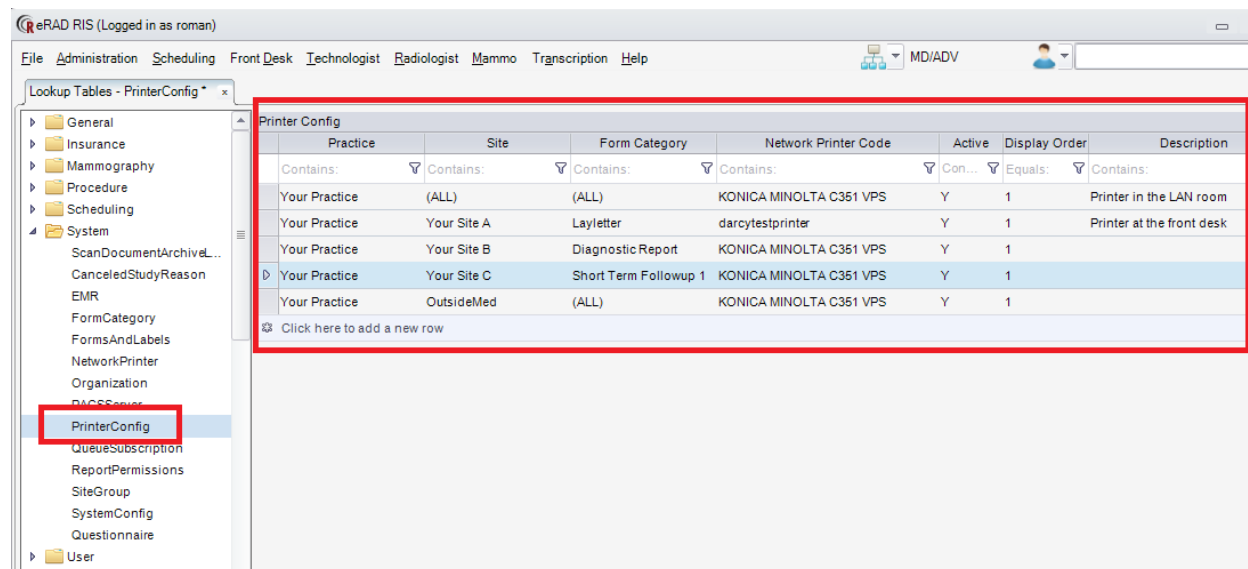 eRAD RIS (Logged in as roman)
File Administration Scheduling Front Desk Technologist Radiologist Mammo Transcription Help MD/ADV
Lookup Tables - PrinterConfig * x
General
Insurance
Mammography
Procedure
Scheduling
System
ScanDocumentArchiveL...
CanceledStudyReason
EMR
FormCategory
FormsAndLabels
NetworkPrinter
Organization
PACSServer
PrinterConfig
QueueSubscription
ReportPermissions
SiteGroup
SystemConfig
Questionnaire
User
Printer Config
Practice Site Form Category Network Printer Code Active Display Order Description
Contains: Contains: Contains: Contains: Con... Equals: Contains:
Your Practice (ALL) (ALL) KONICA MINOLTA C351 VPS Y 1 Printer in the LAN room
Your Practice Your Site A Layletter darcytestprinter Y 1 Printer at the front desk
Your Practice Your Site B Diagnostic Report KONICA MINOLTA C351 VPS Y 1
Your Practice Your Site C Short Term Followup 1 KONICA MINOLTA C351 VPS Y 1
Your Practice OutsideMed (ALL) KONICA MINOLTA C351 VPS Y 1
Click here to add a new row